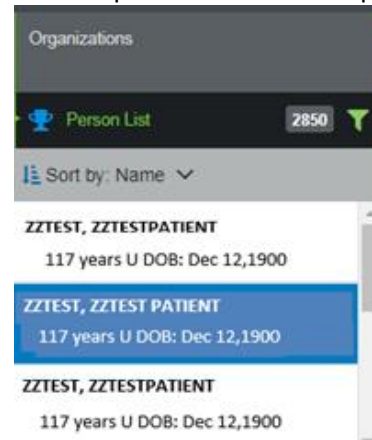 Organizations
Person List 2850
Sort by: Name
ZZTEST, ZZTESTPATIENT
117 years U DOB: Dec 12,1900
ZZTEST, ZZTEST PATIENT
117 years U DOB: Dec 12,1900
ZZTEST, ZZTESTPATIENT
117 years U DOB: Dec 12,1900